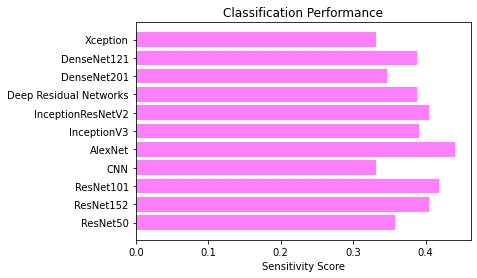 Classification Performance
Xception
DenseNet121
DenseNet201
Deep Residual Networks
InceptionResNetV2
InceptionV3
AlexNet
CNN
ResNet101
ResNet152
ResNet50
0.0 0.1 0.2 0.3 0.4
Sensitivity Score